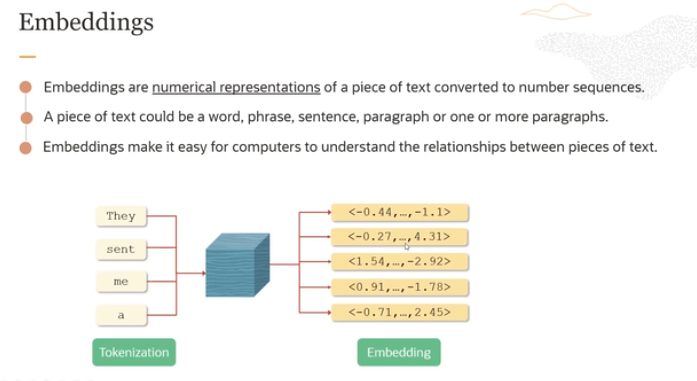 Embeddings
Embeddings are numerical representations of a piece of text converted to number sequences.
A piece of text could be a word, phrase, sentence, paragraph or one or more paragraphs.
Embeddings make it easy for computers to understand the relationships between pieces of text.
They
sent
me
a
Tokenization
<-0.44,…,-1.1>
<-0.27,…,4.31>
<1.54,…,-2.92>
<0.91,…,-1.78>
<-0.71,…,2.45>
Embedding